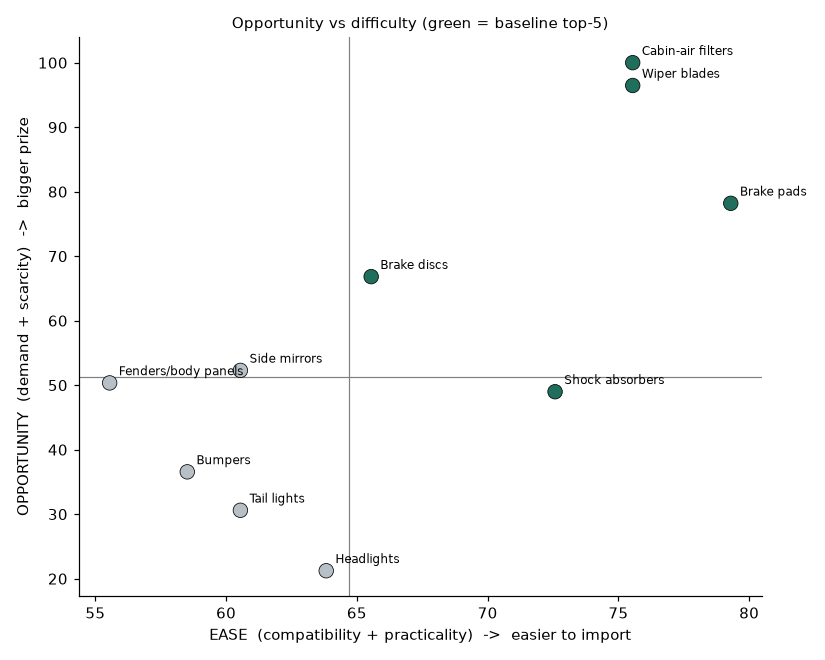 Opportunity vs difficulty (green = baseline top-5)
OPPORTUNITY (demand + scarcity) -> bigger prize
100
90
80
70
60
50
40
30
20
Cabin-air filters
Wiper blades
Brake pads
Brake discs
Side mirrors
Fenders/body panels
Shock absorbers
Bumpers
Tail lights
Headlights
55 60 65 70 75 80
EASE (compatibility + practicality) -> easier to import